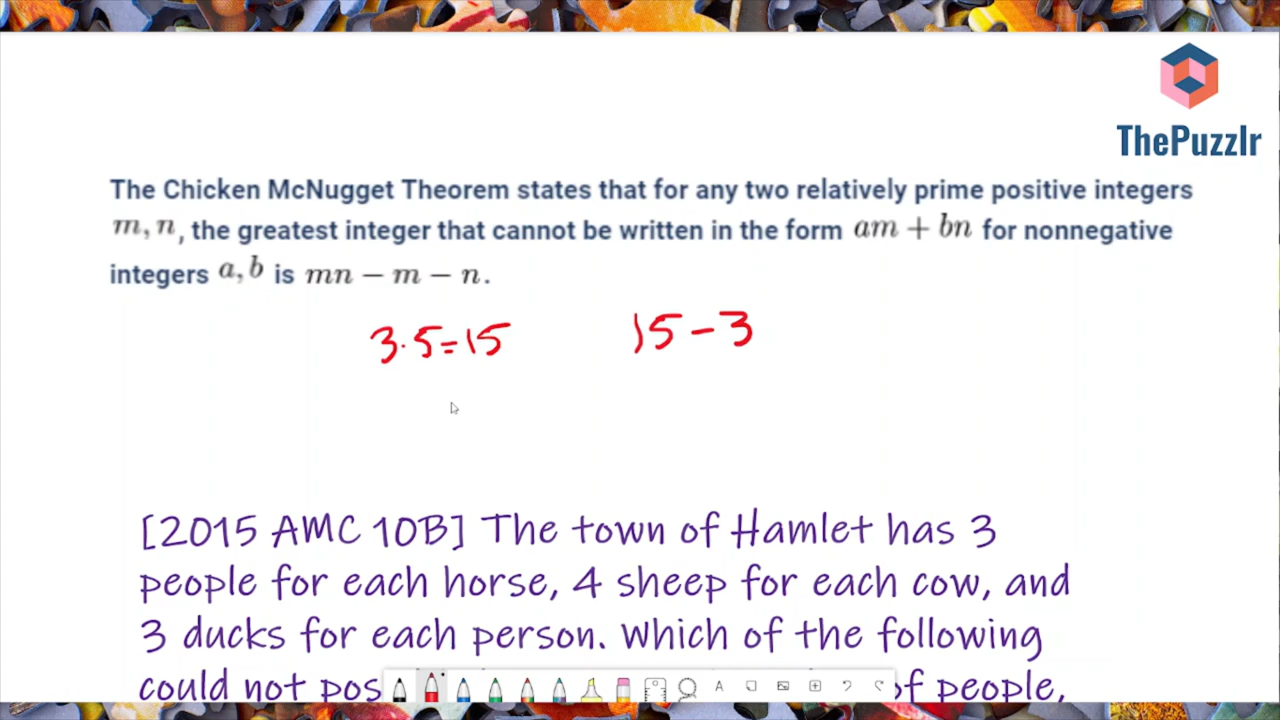 ThePuzzlr
The Chicken McNugget Theorem states that for any two relatively prime positive integers
m, n, the greatest integer that cannot be written in the form am + bn for nonnegative
integers a, b is mn − m − n.
3·5=15 15−3
[2015 AMC 10B] The town of Hamlet has 3
people for each horse, 4 sheep for each cow, and
3 ducks for each person. Which of the following
could not pos of people,
A